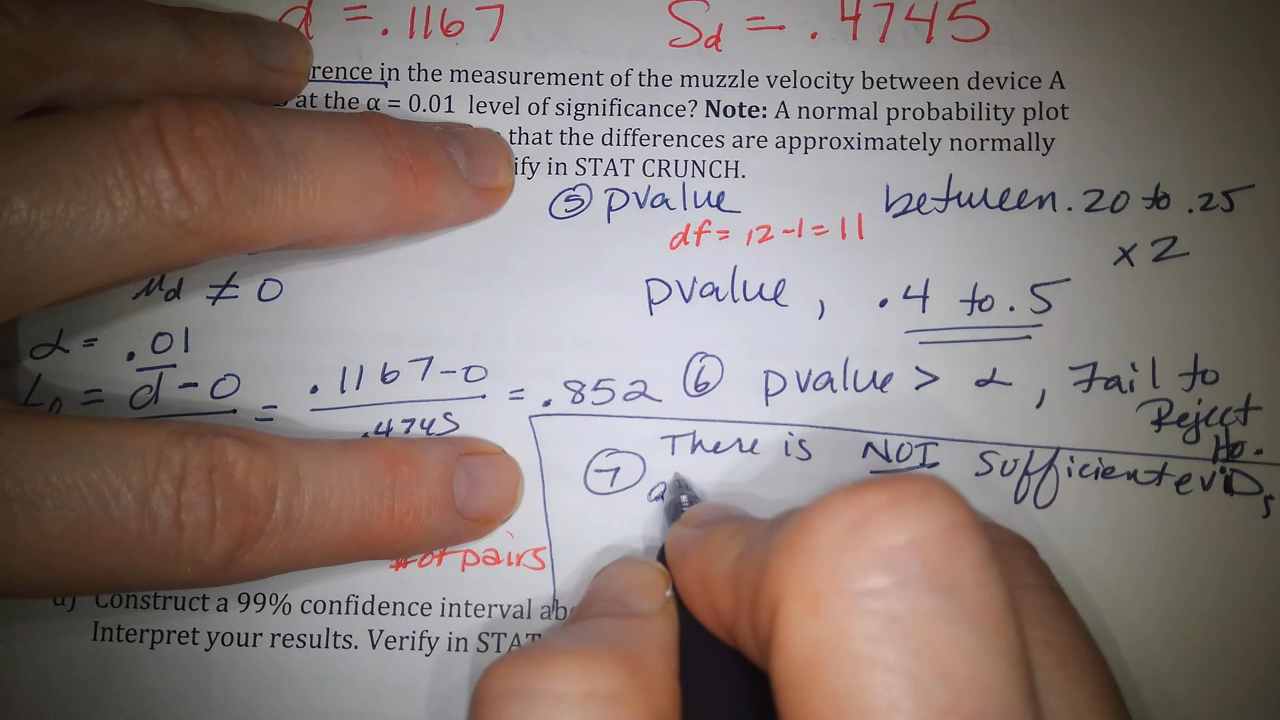 d = .1167 Sd = .4745
rence in the measurement of the muzzle velocity between device A
at the α = 0.01 level of significance? Note: A normal probability plot
that the differences are approximately normally
ify in STAT CRUNCH.
⑤ pvalue between .20 to .25
df = 12-1 = 11
x2
μd ≠ 0
pvalue, .4 to .5
α = .01
= d - 0 = .1167-0 = .852
.4745
⑥ pvalue > α, Fail to
Reject
Ho.
⑦ There is NOT sufficient evid,
# of pairs
Construct a 99% confidence interval
Interpret your results. Verify in STAT